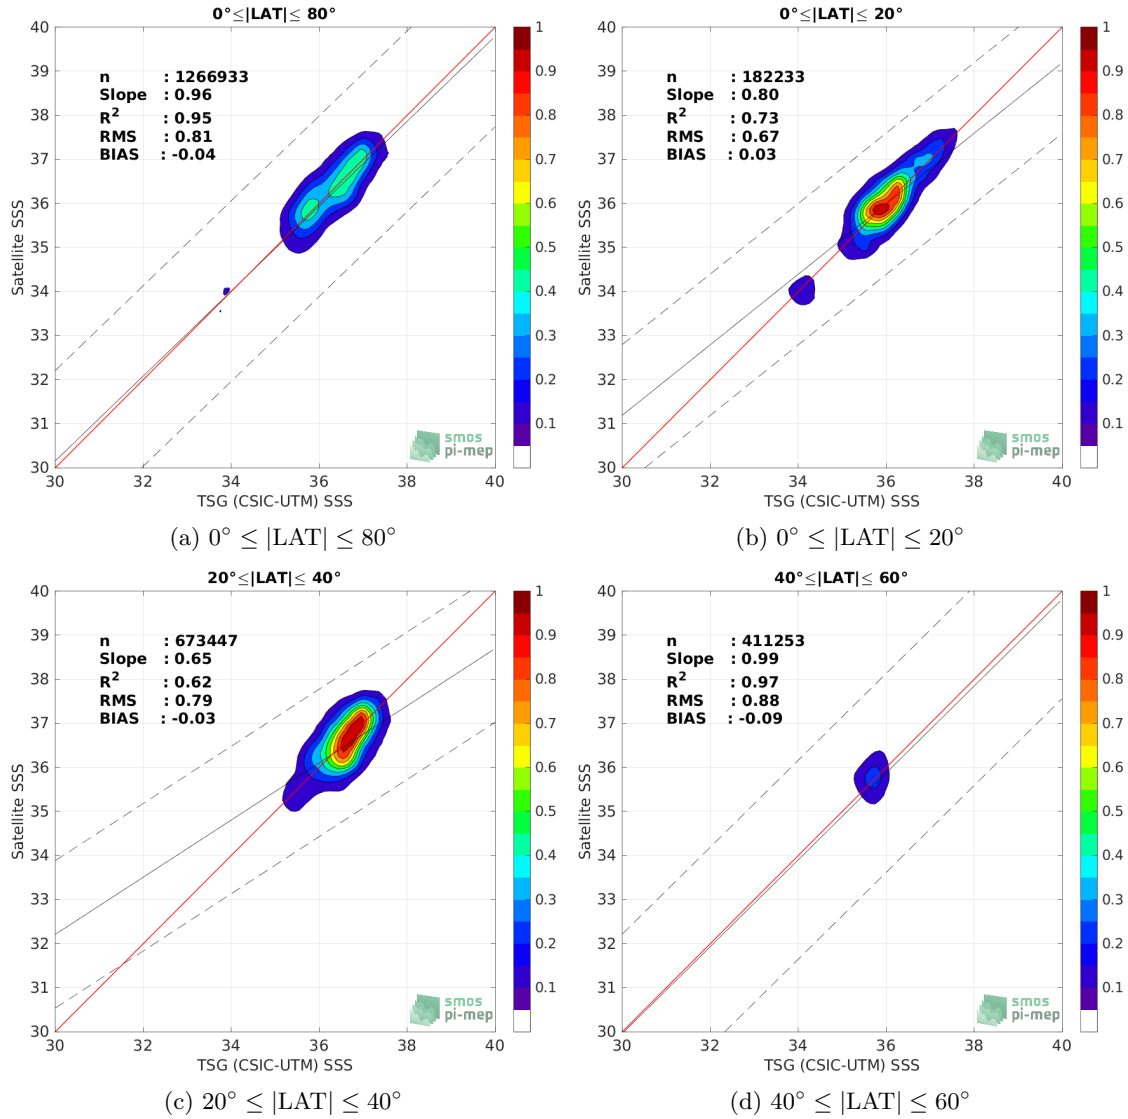 0°≤|LAT|≤ 80°
n : 1266933
Slope : 0.96
R² : 0.95
RMS : 0.81
BIAS : -0.04
Satellite SSS
40
39
38
37
36
35
34
33
32
31
30
30 32 34 36 38 40
TSG (CSIC-UTM) SSS
smos
pi-mep
1
0.9
0.8
0.7
0.6
0.5
0.4
0.3
0.2
0.1
(a) 0° ≤ |LAT| ≤ 80°
0°≤|LAT|≤ 20°
n : 182233
Slope : 0.80
R² : 0.73
RMS : 0.67
BIAS : 0.03
Satellite SSS
40
39
38
37
36
35
34
33
32
31
30
30 32 34 36 38 40
TSG (CSIC-UTM) SSS
smos
pi-mep
1
0.9
0.8
0.7
0.6
0.5
0.4
0.3
0.2
0.1
(b) 0° ≤ |LAT| ≤ 20°
20°≤|LAT|≤ 40°
n : 673447
Slope : 0.65
R² : 0.62
RMS : 0.79
BIAS : -0.03
Satellite SSS
40
39
38
37
36
35
34
33
32
31
30
30 32 34 36 38 40
TSG (CSIC-UTM) SSS
smos
pi-mep
1
0.9
0.8
0.7
0.6
0.5
0.4
0.3
0.2
0.1
(c) 20° ≤ |LAT| ≤ 40°
40°≤|LAT|≤ 60°
n : 411253
Slope : 0.99
R² : 0.97
RMS : 0.88
BIAS : -0.09
Satellite SSS
40
39
38
37
36
35
34
33
32
31
30
30 32 34 36 38 40
TSG (CSIC-UTM) SSS
smos
pi-mep
1
0.9
0.8
0.7
0.6
0.5
0.4
0.3
0.2
0.1
(d) 40° ≤ |LAT| ≤ 60°